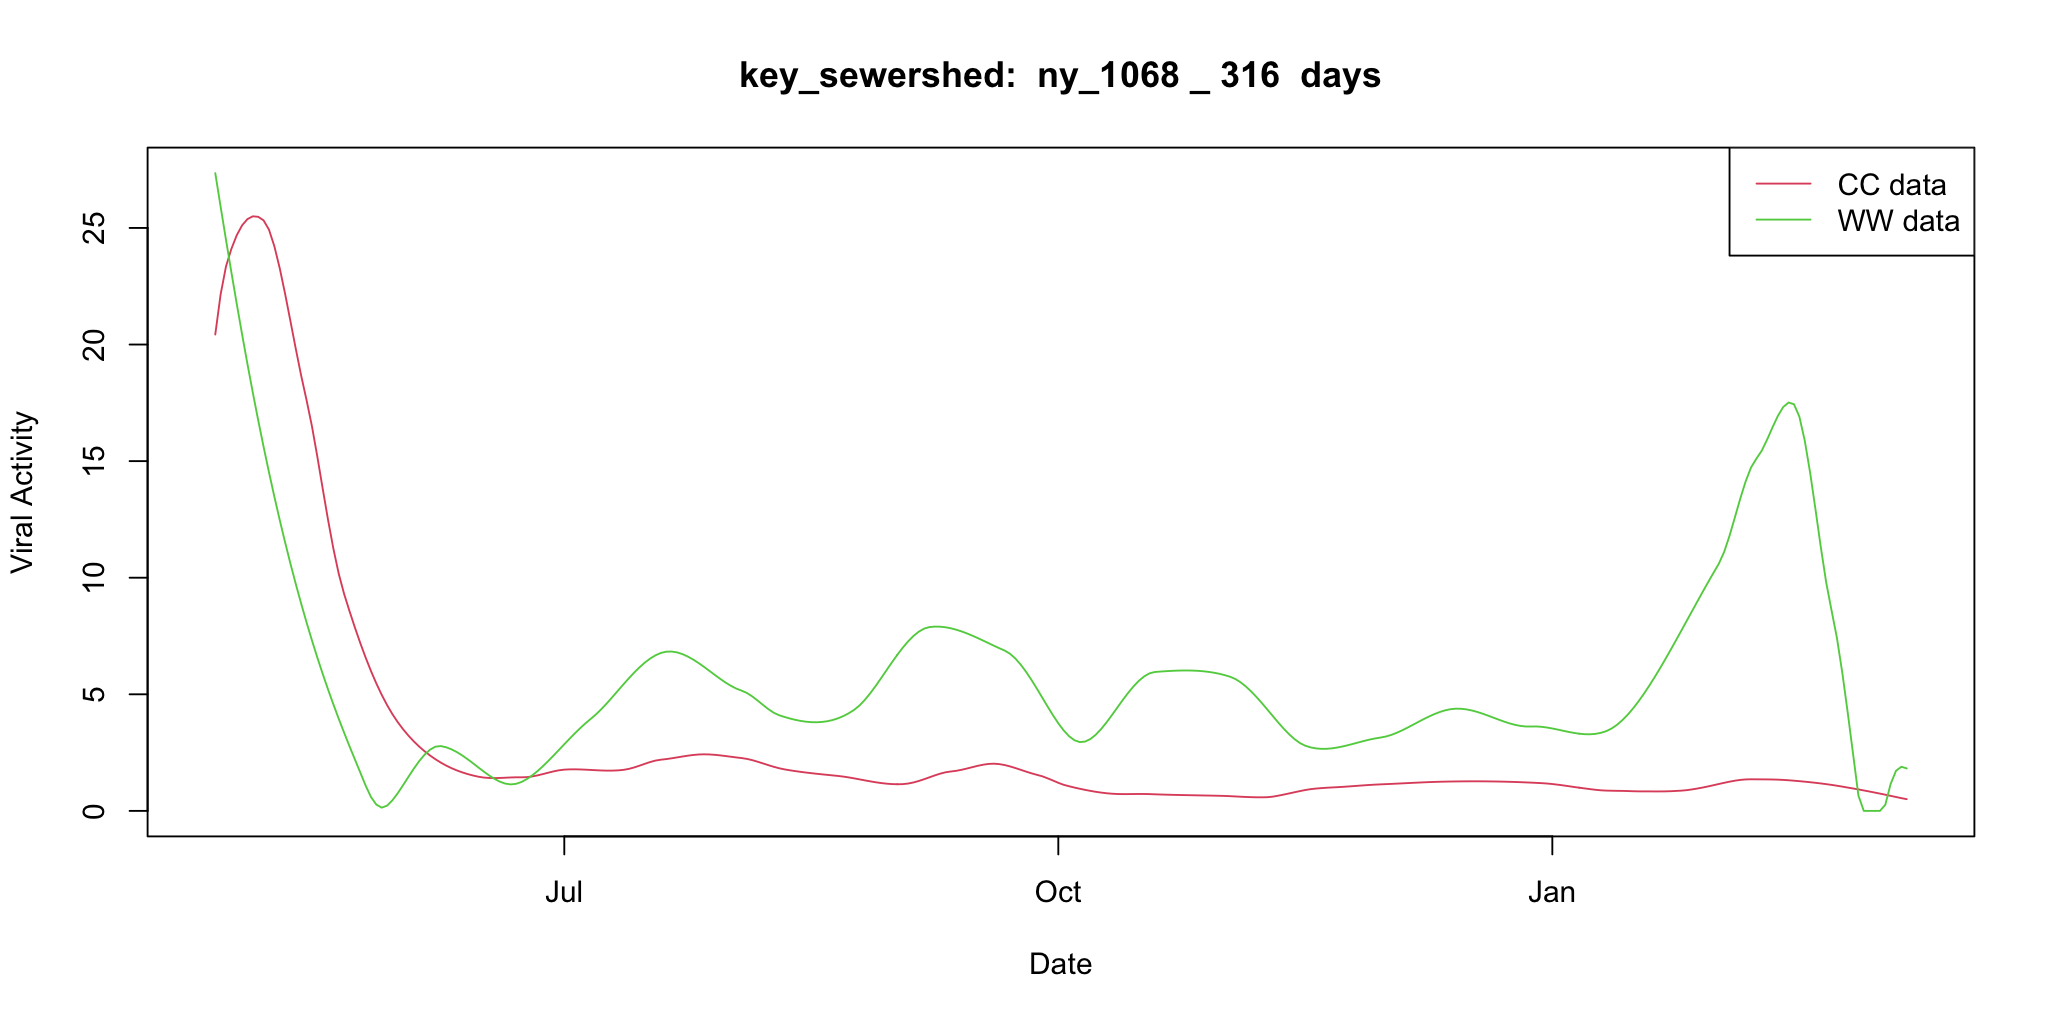 key_sewershed: ny_1068 _ 316 days
CC data
WW data
Viral Activity
25
20
15
10
5
0
Jul Oct Jan
Date